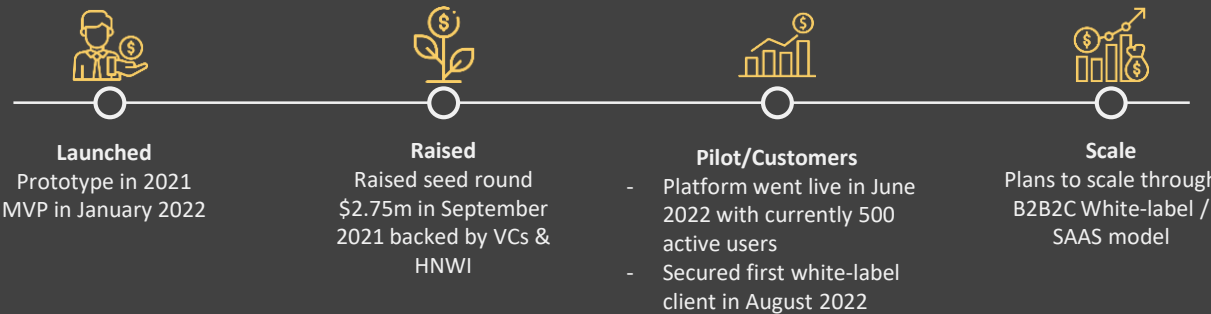 Launched
Prototype in 2021
MVP in January 2022
Raised
Raised seed round
$2.75m in September
2021 backed by VCs &
HNWI
Pilot/Customers
- Platform went live in June
2022 with currently 500
active users
- Secured first white-label
client in August 2022
Scale
Plans to scale through
B2B2C White-label /
SAAS model